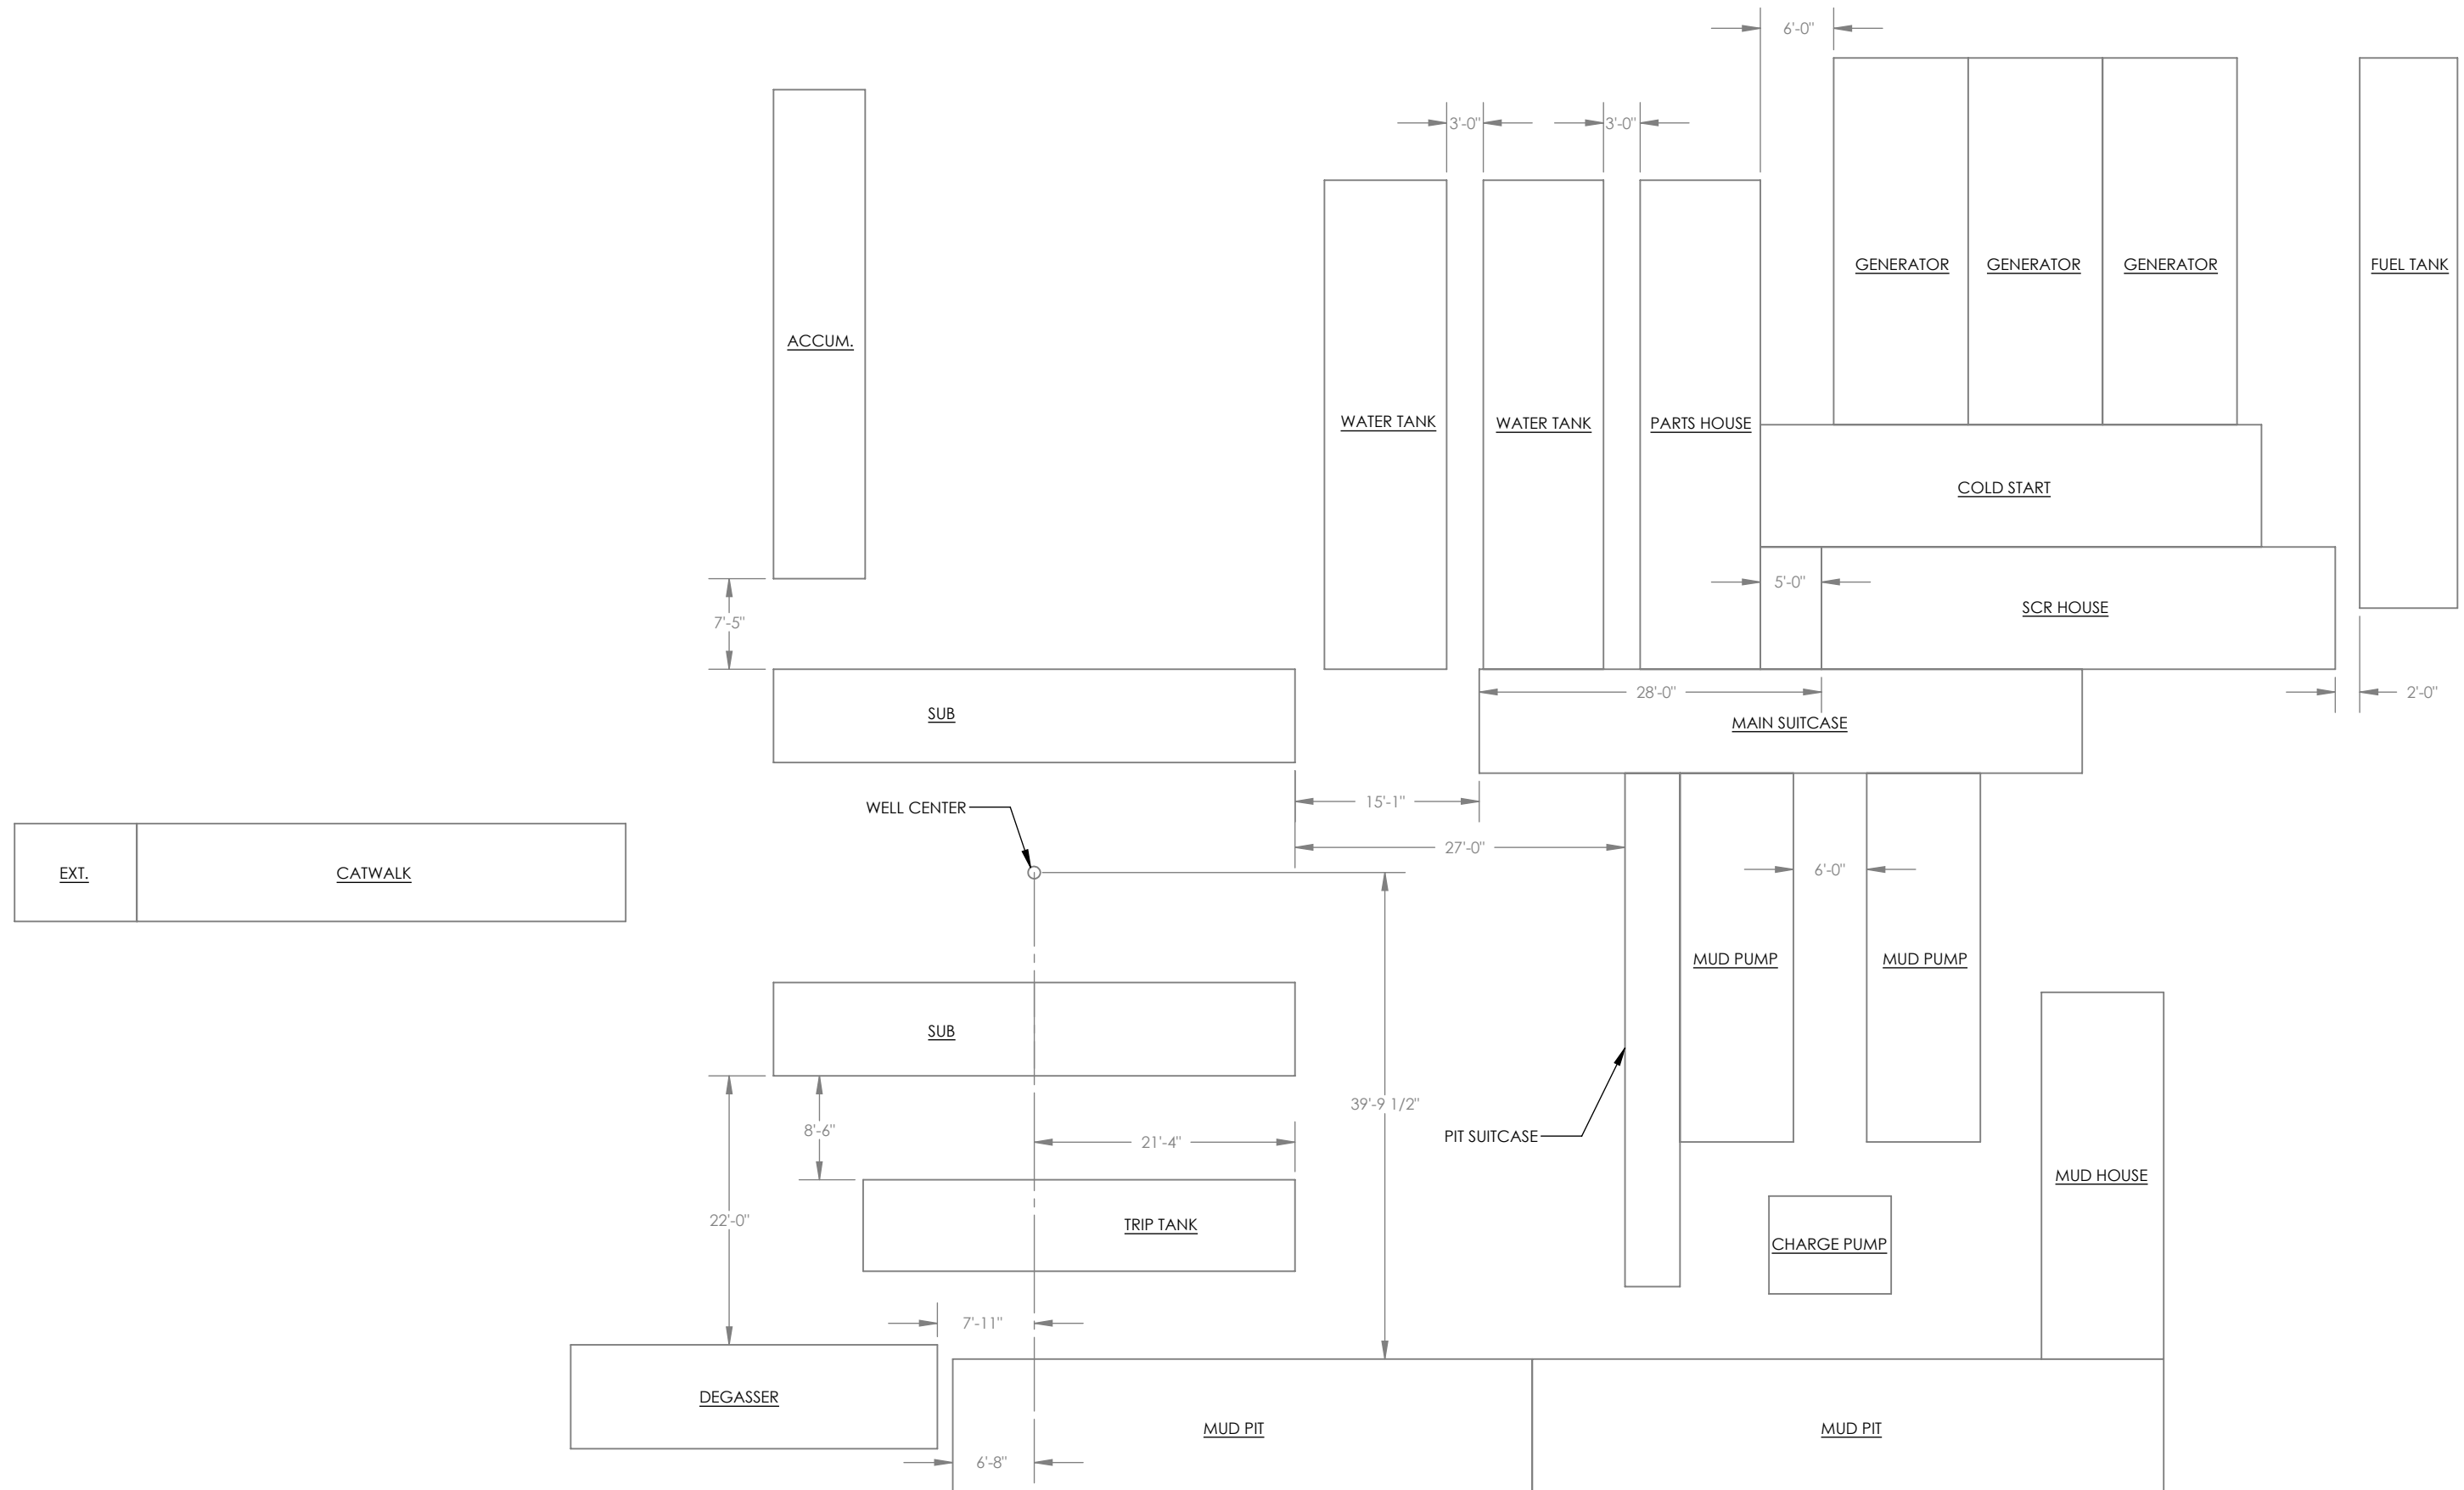 6'-0"
3'-0"
3'-0"
GENERATOR
GENERATOR
GENERATOR
FUEL TANK
ACCUM.
WATER TANK
WATER TANK
PARTS HOUSE
COLD START
5'-0"
SCR HOUSE
7'-5"
28'-0"
2'-0"
SUB
MAIN SUITCASE
15'-1"
WELL CENTER
27'-0"
6'-0"
EXT.
CATWALK
MUD PUMP
MUD PUMP
SUB
39'-9 1/2"
8'-6"
21'-4"
PIT SUITCASE
MUD HOUSE
22'-0"
TRIP TANK
CHARGE PUMP
7'-11"
DEGASSER
MUD PIT
MUD PIT
6'-8"